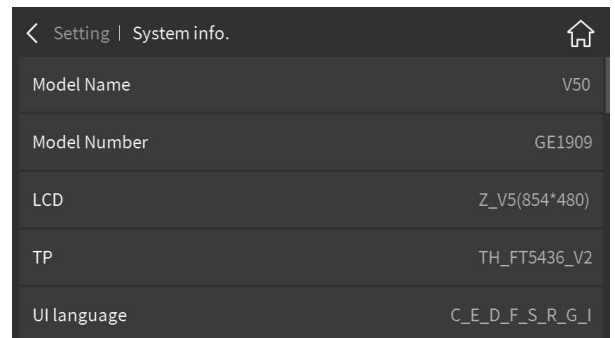 Setting | System info.
Model Name V50
Model Number GE1909
LCD Z_V5(854*480)
TP TH_FT5436_V2
UI language C_E_D_F_S_R_G_I